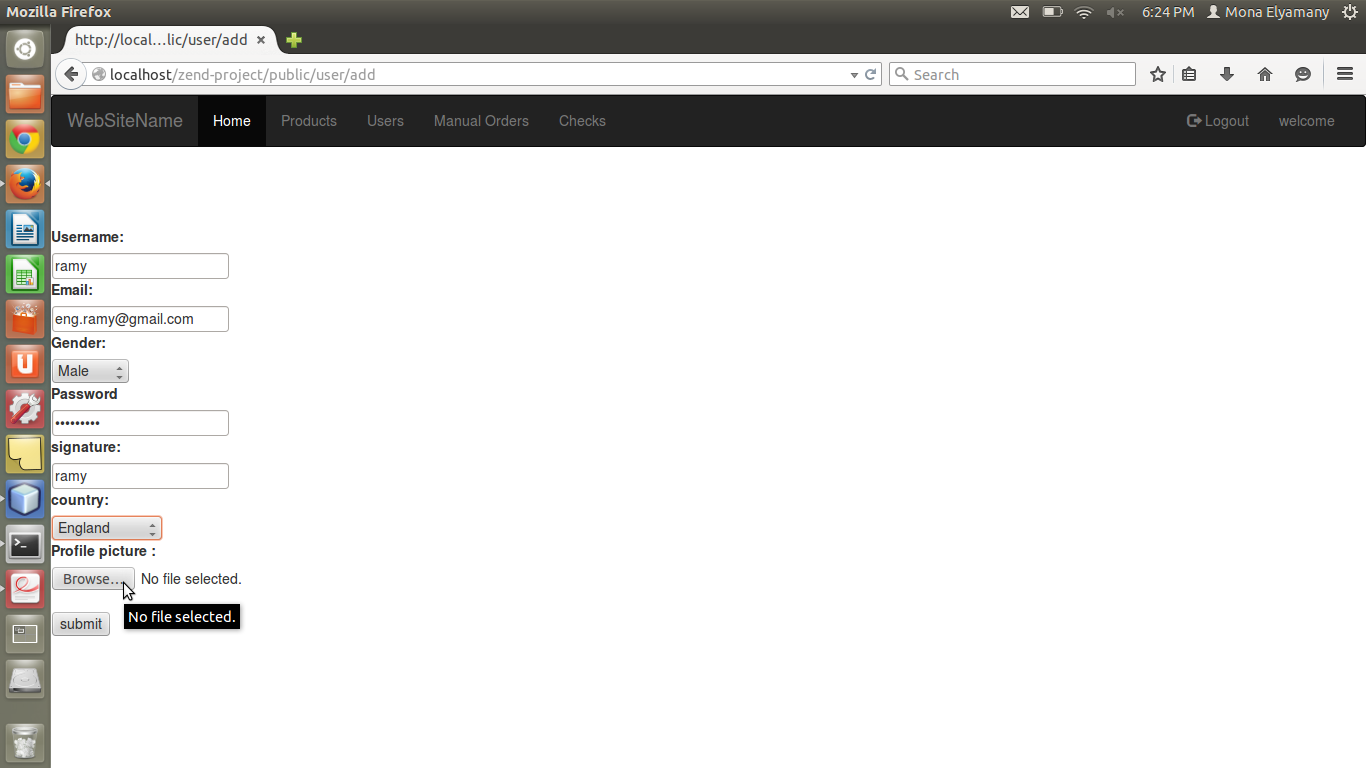 Mozilla Firefox
6:24 PM Mona Elyamany
http://local...lic/user/add
localhost/zend-project/public/user/add
Search
WebSiteName Home Products Users Manual Orders Checks Logout welcome
Username:
ramy
Email:
eng.ramy@gmail.com
Gender:
Male
Password
•••••••••
signature:
ramy
country:
England
Profile picture :
Browse... No file selected.
No file selected.
submit